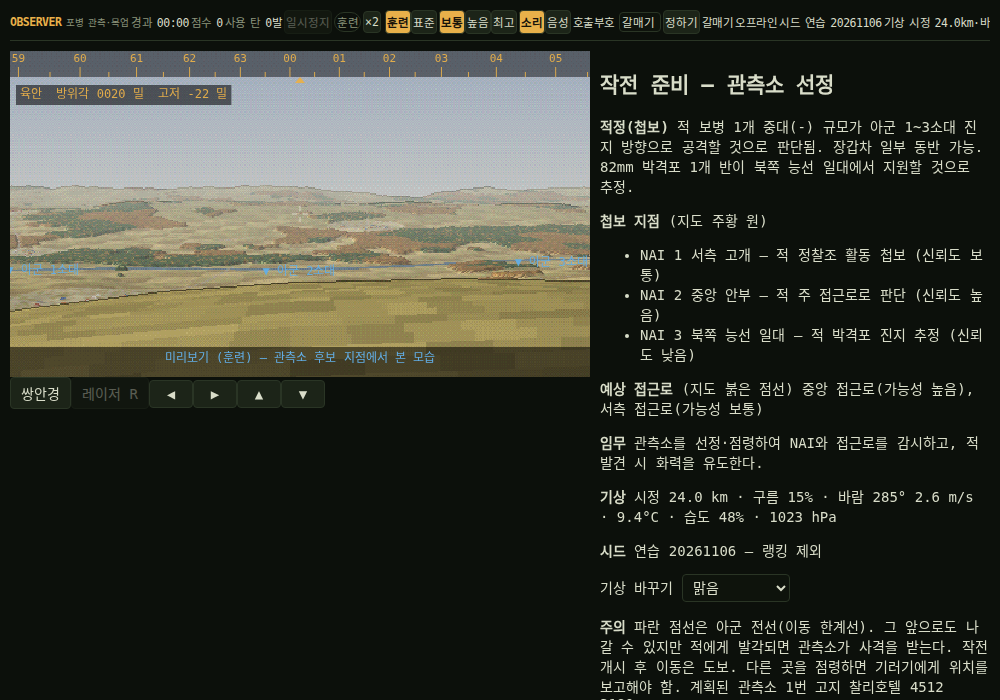 OBSERVER 포병 관측·목업 경과 00:00 점수 0 사용 탄 0발 일시정지 훈련 ×2 훈련 표준 보통 높음 최고 소리 음성 호출부호 갈매기 정하기 갈매기 오프라인 시드 연습 20261106 기상 시정 24.0km·바
59 60 61 62 63 00 01 02 03 04 05
육안 방위각 0020 밀 고저 -22 밀
미리보기 (훈련) — 관측소 후보 지점에서 본 모습
쌍안경 레이저 R ◀ ▶ ▲ ▼
작전 준비 — 관측소 선정
적정(첩보) 적 보병 1개 중대(-) 규모가 아군 1~3소대 진
지 방향으로 공격할 것으로 판단됨. 장갑차 일부 동반 가능.
82mm 박격포 1개 반이 북쪽 능선 일대에서 지원할 것으로
추정.
첩보 지점 (지도 주황 원)
• NAI 1 서측 고개 — 적 정찰조 활동 첩보 (신뢰도 보
통)
• NAI 2 중앙 안부 — 적 주 접근로로 판단 (신뢰도 높
음)
• NAI 3 북쪽 능선 일대 — 적 박격포 진지 추정 (신뢰
도 낮음)
예상 접근로 (지도 붉은 점선) 중앙 접근로(가능성 높음),
서측 접근로(가능성 보통)
임무 관측소를 선정·점령하여 NAI와 접근로를 감시하고, 적
발견 시 화력을 유도한다.
기상 시정 24.0 km · 구름 15% · 바람 285° 2.6 m/s
· 9.4°C · 습도 48% · 1023 hPa
시드 연습 20261106 — 랭킹 제외
기상 바꾸기 맑음
주의 파란 점선은 아군 전선(이동 한계선). 그 앞으로도 나
갈 수 있지만 적에게 발각되면 관측소가 사격을 받는다. 작전
개시 후 이동은 도보. 다른 곳을 점령하면 기러기에게 위치를
보고해야 함. 계획된 관측소 1번 고지 찰리호텔 4512